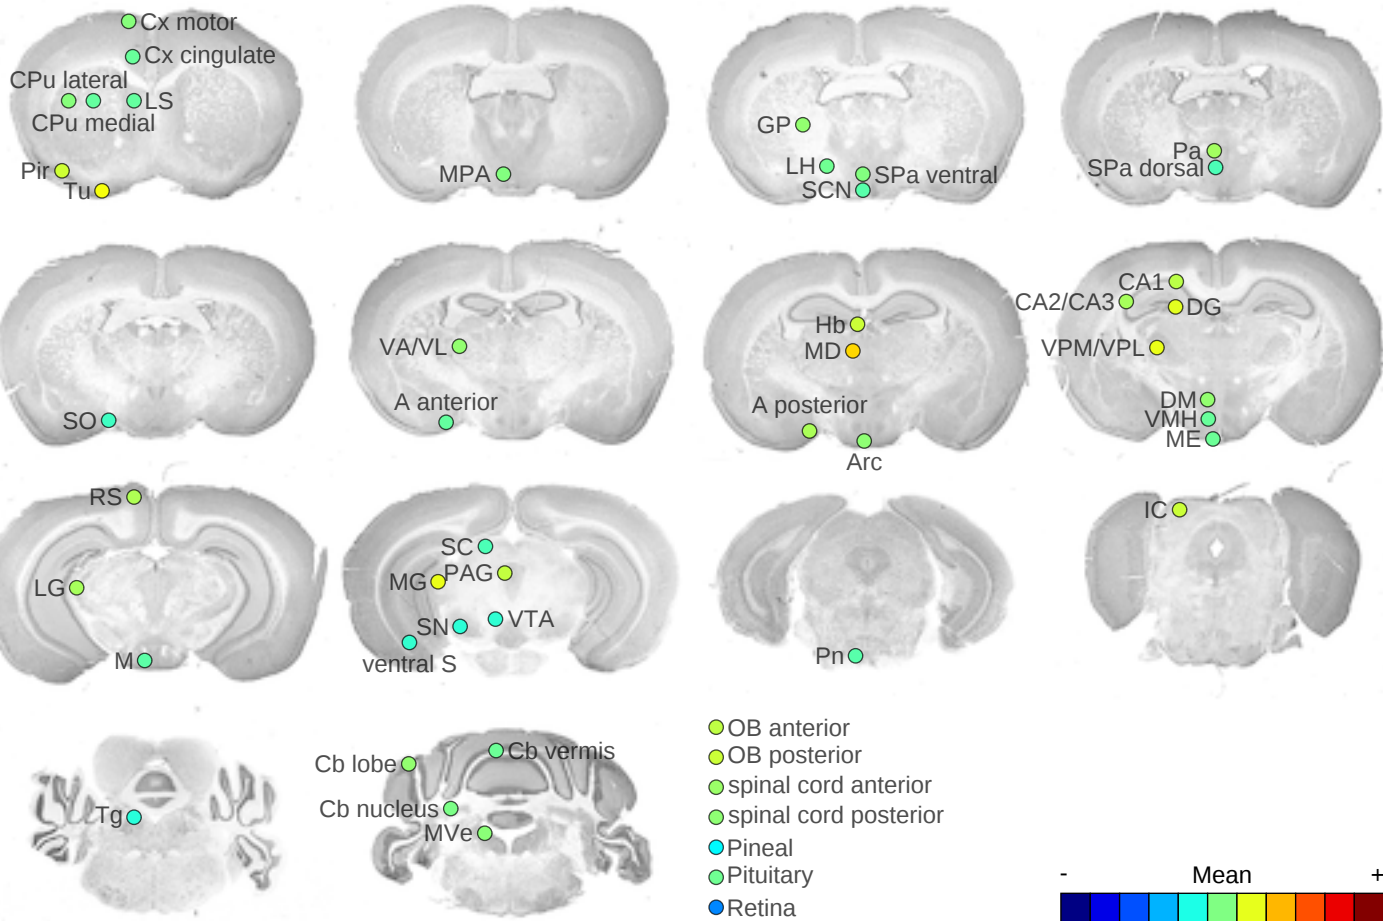 Cx motor
Cx cingulate
CPu lateral
LS
CPu medial
Pir
Tu
MPA
GP
LH
SPa ventral
SCN
Pa
SPa dorsal
SO
VA/VL
A anterior
Hb
MD
A posterior
Arc
CA1
CA2/CA3
DG
VPM/VPL
DM
VMH
ME
RS
LG
M
SC
MG
PAG
SN
VTA
ventral S
Pn
IC
Tg
Cb lobe
Cb vermis
Cb nucleus
MVe
OB anterior
OB posterior
spinal cord anterior
spinal cord posterior
Pineal
Pituitary
Retina
- Mean +